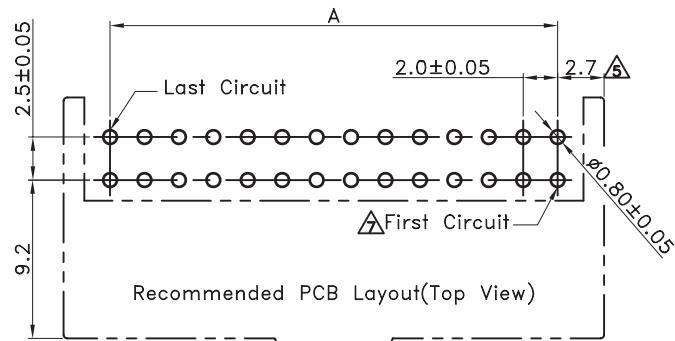 A
2.0±0.05
2.7
5
2.5±0.05
Last Circuit
ø0.80±0.05
7
First Circuit
9.2
Recommended PCB Layout(Top View)